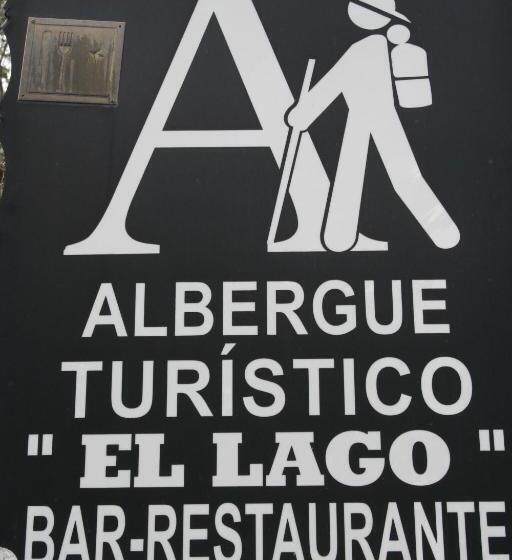 A
ALBERGUE
TURÍSTICO
" EL LAGO "
BAR-RESTAURANTE